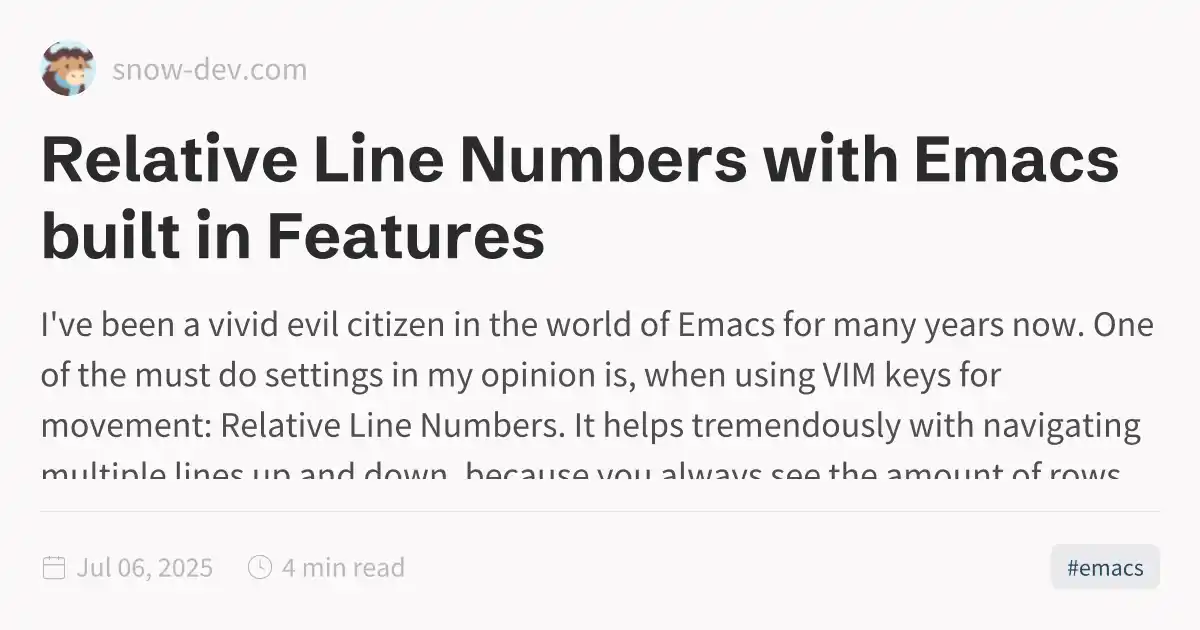 snow-dev.com
Relative Line Numbers with Emacs
built in Features
I've been a vivid evil citizen in the world of Emacs for many years now. One
of the must do settings in my opinion is, when using VIM keys for
movement: Relative Line Numbers. It helps tremendously with navigating
multiple lines up and down, because you always see the amount of rows
Jul 06, 2025
4 min read
#emacs